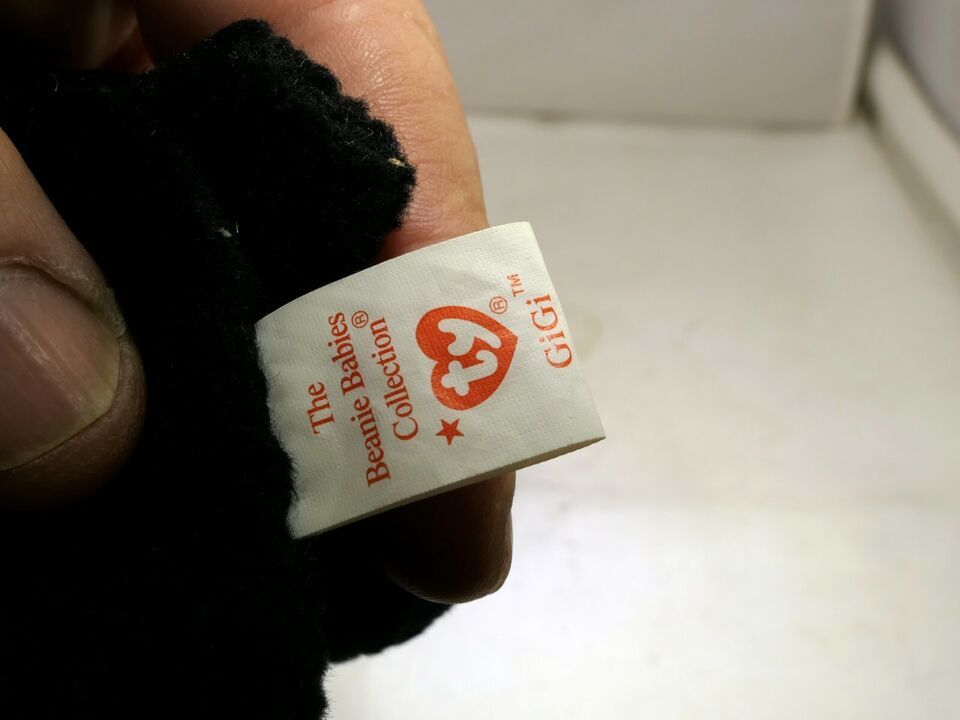 The
Beanie Babies®
Collection
ty®
GiGi™